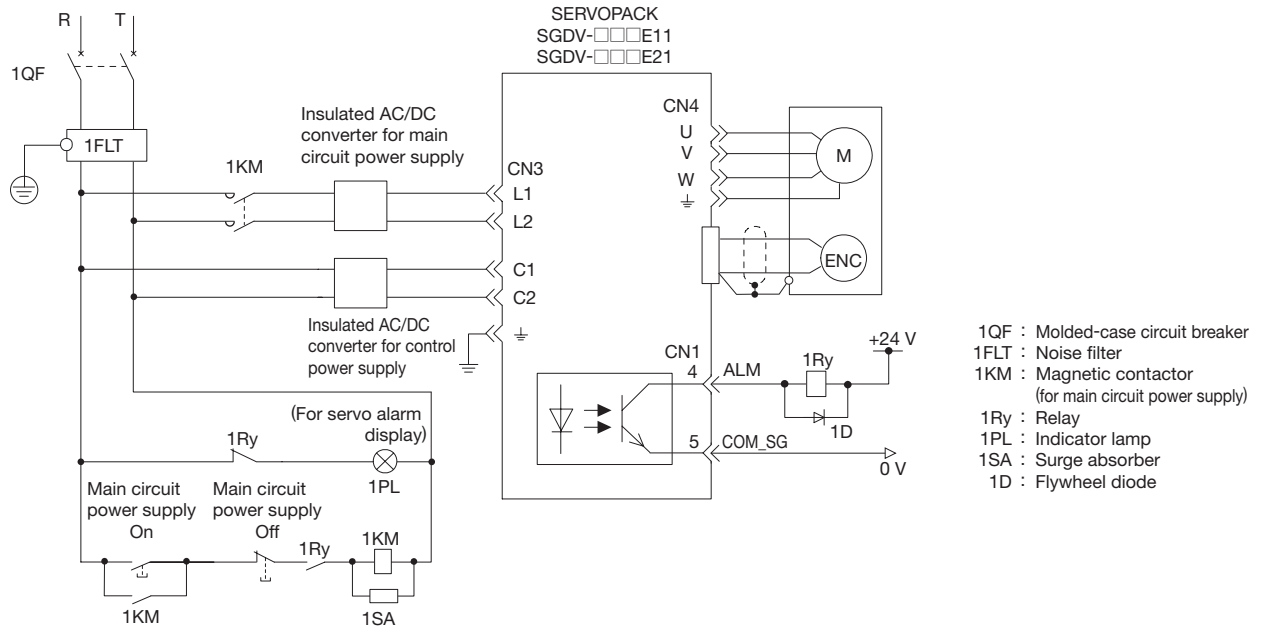 R T
SERVOPACK
SGDV-□□□E11
SGDV-□□□E21
1QF
1FLT
Insulated AC/DC
converter for main
circuit power supply
1KM
CN3
L1
L2
C1
C2
Insulated AC/DC
converter for control
power supply
CN4
U
V
W
M
ENC
CN1
4
ALM
1Ry
+24 V
1D
5
COM_SG
0 V
(For servo alarm
display)
1Ry
1PL
Main circuit
power supply
On
Main circuit
power supply
Off
1Ry
1KM
1KM
1SA
1QF : Molded-case circuit breaker
1FLT : Noise filter
1KM : Magnetic contactor
(for main circuit power supply)
1Ry : Relay
1PL : Indicator lamp
1SA : Surge absorber
1D : Flywheel diode